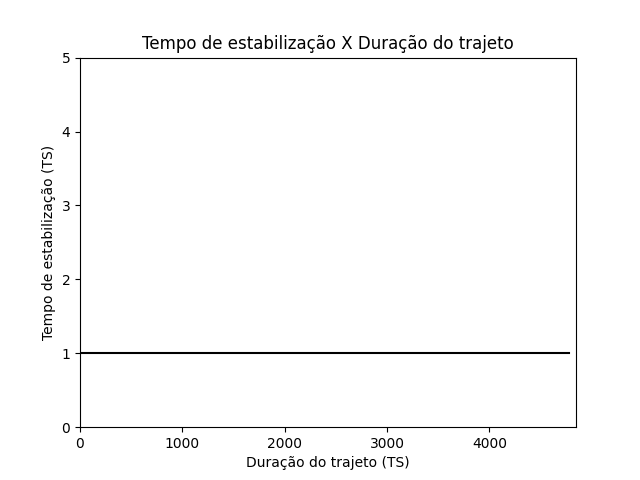 Tempo de estabilização X Duração do trajeto
Tempo de estabilização (TS)
5
4
3
2
1
0
0 1000 2000 3000 4000
Duração do trajeto (TS)